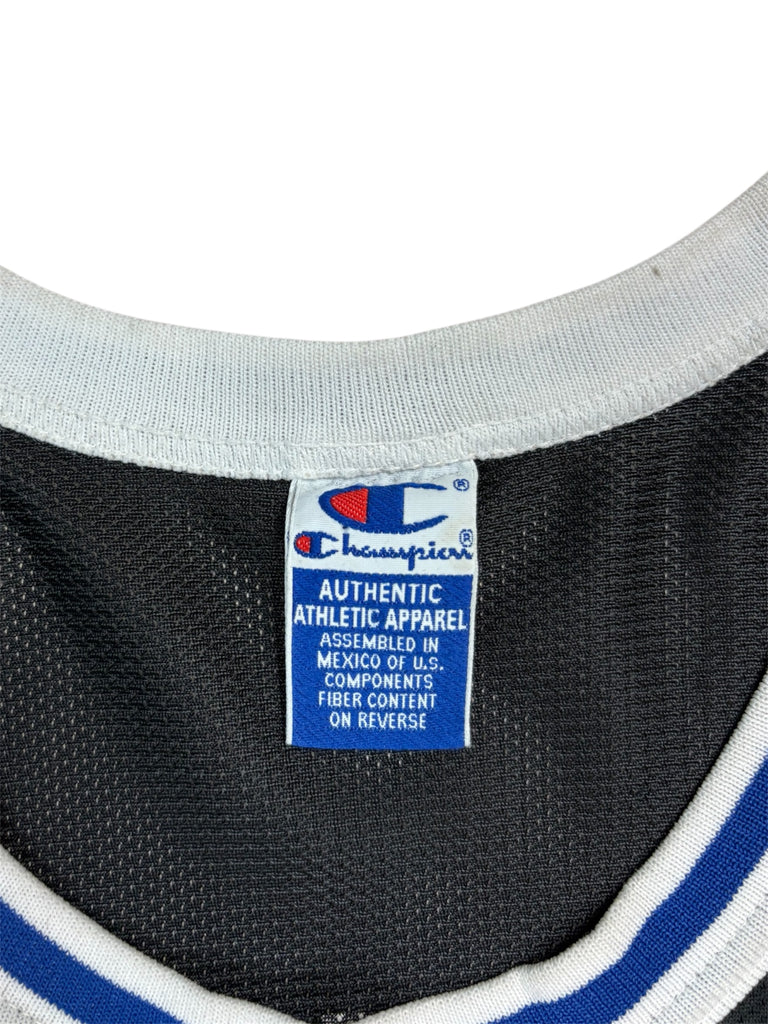 ®
Champion®
AUTHENTIC
ATHLETIC APPAREL
ASSEMBLED IN
MEXICO OF U.S.
COMPONENTS
FIBER CONTENT
ON REVERSE